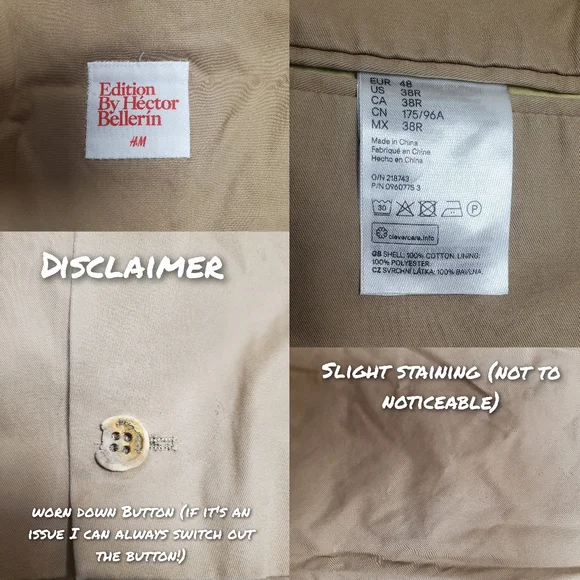 Edition
By Héctor
Bellerín
H&M
EUR 48
US 38R
CA 38R
CN 175/96A
MX 38R
Made in China
Fabriqué en Chine
Hecho en China
O/N 218743
P/N 0960775 3
30
P
clevercare.info
GB SHELL: 100% COTTON. LINING:
100% POLYESTER
CZ SVRCHNÍ LÁTKA: 100% BAVLNA.
DISCLAIMER
SLIGHT STAINING (NOT TO
NOTICEABLE)
WORN DOWN BUTTON (IF IT'S AN
ISSUE I CAN ALWAYS SWITCH OUT
THE BUTTON!)